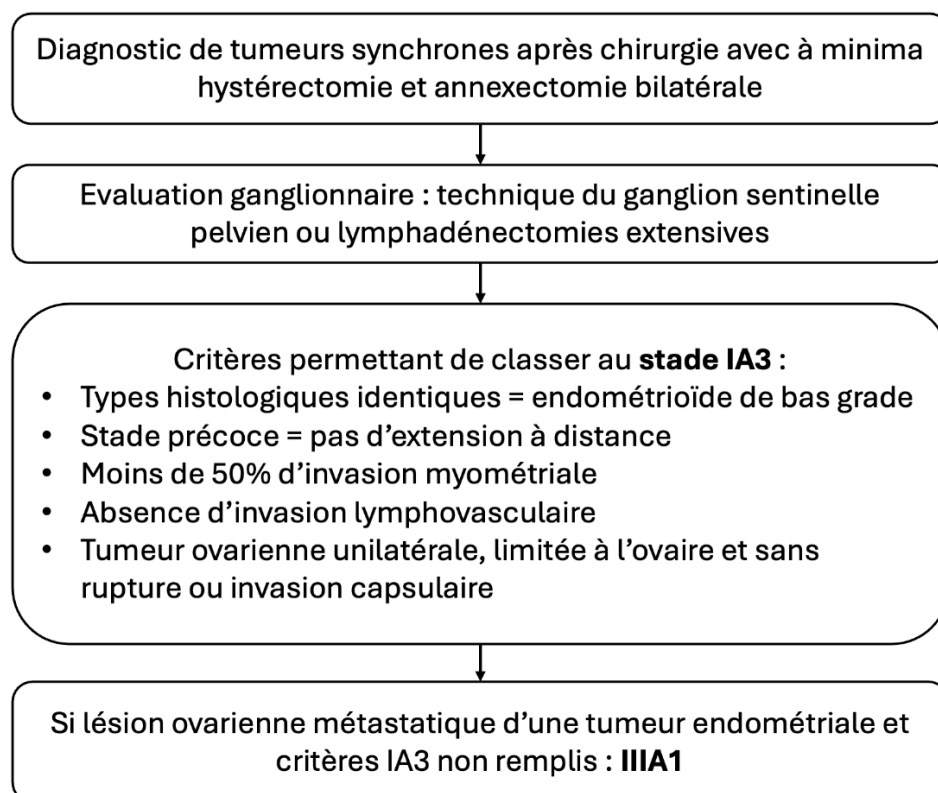 Diagnostic de tumeurs synchrones après chirurgie avec à minima
hystérectomie et annexectomie bilatérale
Evaluation ganglionnaire : technique du ganglion sentinelle
pelvien ou lymphadénectomies extensives
Critères permettant de classer au stade IA3 :
• Types histologiques identiques = endométrioïde de bas grade
• Stade précoce = pas d’extension à distance
• Moins de 50% d’invasion myométriale
• Absence d’invasion lymphovasculaire
• Tumeur ovarienne unilatérale, limitée à l’ovaire et sans
rupture ou invasion capsulaire
Si lésion ovarienne métastatique d’une tumeur endométriale et
critères IA3 non remplis : IIIA1